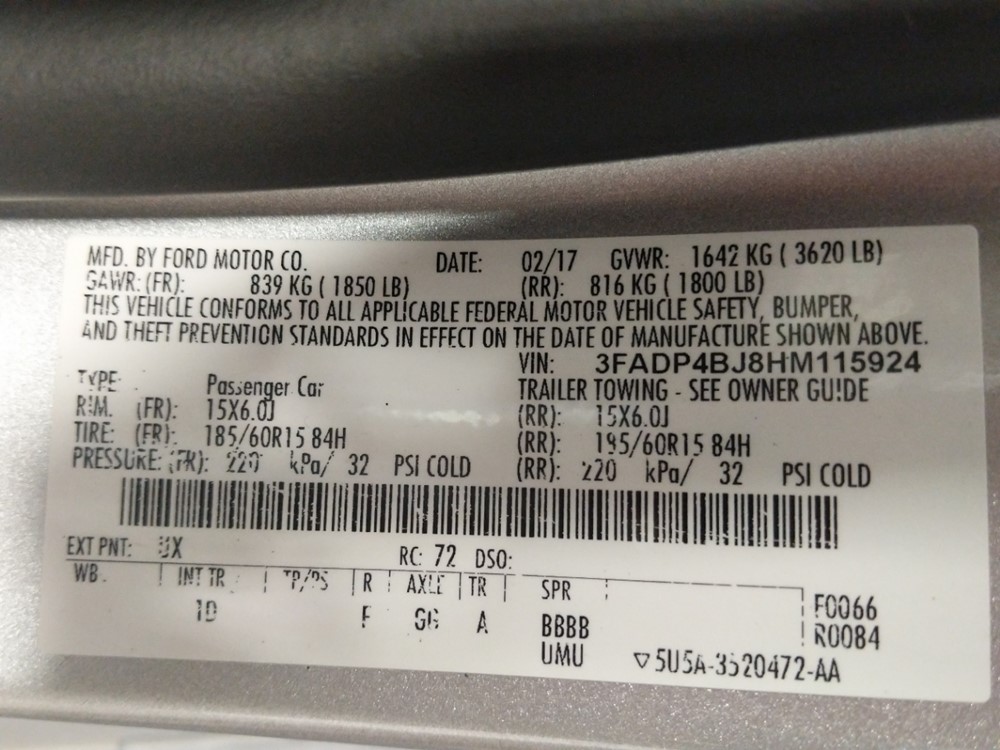 MFD. BY FORD MOTOR CO. DATE: 02/17 GVWR: 1642 KG ( 3620 LB)
GAWR: (FR): 839 KG ( 1850 LB) (RR): 816 KG ( 1800 LB)
THIS VEHICLE CONFORMS TO ALL APPLICABLE FEDERAL MOTOR VEHICLE SAFETY, BUMPER,
AND THEFT PREVENTION STANDARDS IN EFFECT ON THE DATE OF MANUFACTURE SHOWN ABOVE.
VIN: 3FADP4BJ8HM115924
TYPE: Passenger Car TRAILER TOWING - SEE OWNER GUIDE
RIM. (FR): 15X6.0J (RR): 15X6.0J
TIRE: (FR): 185/60R15 84H (RR): 185/60R15 84H
PRESSURE: (FR): 220 kPa/ 32 PSI COLD (RR): 220 kPa/ 32 PSI COLD
EXT PNT: UX RC: 72 DSO:
WB INT TR TP/PS R AXLE TR SPR
1D F GG A BBBB
UMU
F0066
R0084
▽5U5A-3520472-AA